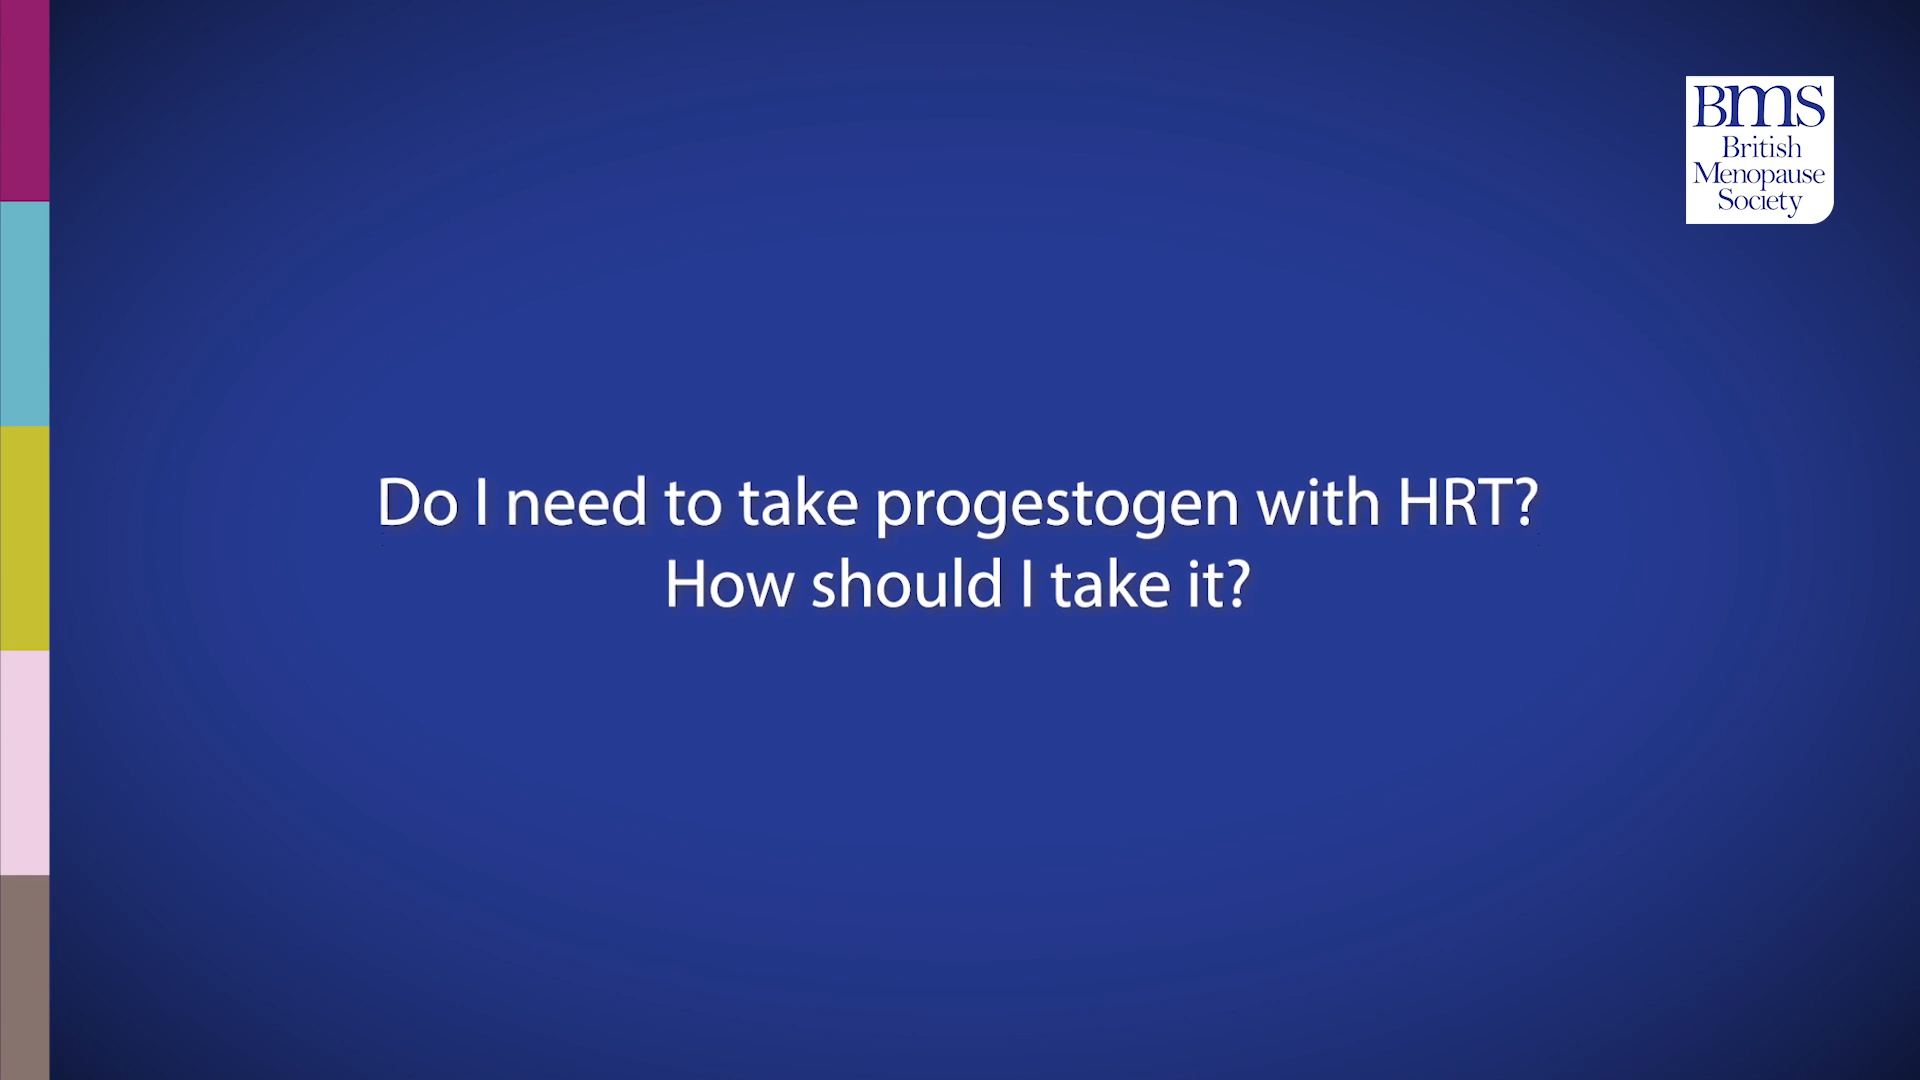 BMS
British
Menopause
Society
Do I need to take progestogen with HRT?
How should I take it?